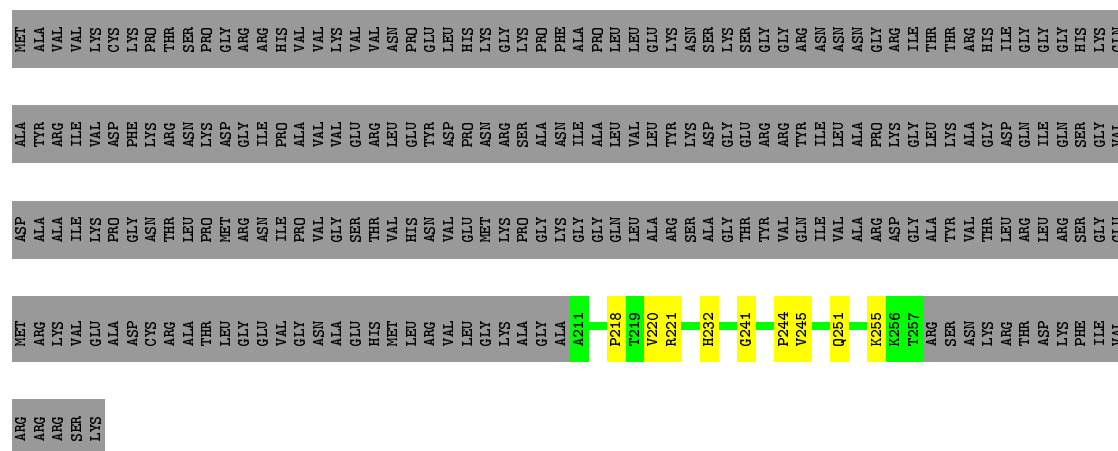 MET ALA VAL VAL LYS CYS LYS PRO THR SER PRO GLY ARG ARG HIS VAL VAL LYS VAL VAL ASN PRO GLU LEU HIS LYS GLY LYS PRO PHE ALA PRO LEU LEU GLU LYS ASN SER LYS SER GLY GLY ARG ASN ASN ASN GLY ARG ILE THR THR ARG HIS ILE GLY GLY GLY HIS LYS GLN
ALA TYR ARG ILE VAL ASP PHE LYS ARG ASN LYS ASP GLY ILE PRO ALA VAL VAL GLU ARG LEU GLU TYR ASP PRO ASN ARG SER ALA ASN ILE ALA LEU VAL LEU TYR LYS ASP GLY GLU ARG ARG TYR ILE LEU ALA PRO LYS GLY LEU LYS ALA GLY ASP GLN ILE GLN SER GLY VAL
ASP ALA ALA ILE LYS PRO GLY ASN THR LEU PRO MET ARG ASN ILE PRO VAL GLY SER THR VAL HIS ASN VAL GLU MET LYS PRO GLY LYS GLY GLY GLN LEU ALA ARG SER ALA GLY THR TYR VAL GLN ILE VAL ALA ARG ASP GLY ALA TYR VAL THR LEU ARG LEU ARG SER GLY GLU
MET ARG LYS VAL GLU ALA ASP CYS ARG ALA THR LEU GLY GLU VAL GLY ASN ALA GLU HIS MET LEU ARG VAL LEU GLY LYS ALA GLY ALA A211 P218 T219 V220 R221 H232 G241 P244 V245 Q251 K255 K256 T257 ARG SER ASN LYS ARG THR ASP LYS PHE ILE VAL
ARG ARG ARG SER LYS